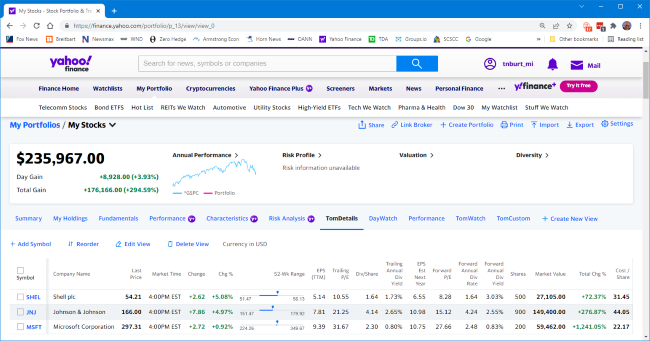 My Stocks - Stock Portfolio & Tra
https://finance.yahoo.com/portfolio/p_13/view/view_0
Fox News Breitbart Newsmax WND Zero Hedge Armstrong Econ Horn News OANN Yahoo Finance TDA Groups.io SCSCC Google » Other bookmarks Reading list
yahoo!
finance
Search for news, symbols or companies
tnburt_mi
Mail
Finance Home Watchlists My Portfolio Cryptocurrencies Yahoo Finance Plus Screeners Markets News Personal Finance ••• y!finance+ Try it free
Telecomm Stocks Bond ETFs Hot List REITs We Watch Automotive Utility Stocks High-Yield ETFs Tech We Watch Pharma & Health Dow 30 My Watchlist Stuff We Watch
My Portfolios / My Stocks
Share Link Broker + Create Portfolio Print Import Export Settings
$235,967.00
Day Gain +8,928.00 (+3.93%)
Total Gain +176,166.00 (+294.59%)
Annual Performance >
^GSPC Portfolio
Risk Profile >
Risk information unavailable
Valuation >
Diversity >
Summary My Holdings Fundamentals Performance Characteristics Risk Analysis TomDetails DayWatch Performance TomWatch TomCustom + Create New View
+ Add Symbol Reorder Edit View Delete View Currency in USD
Symbol Company Name Last Price Market Time Change Chg % 52-Wk Range EPS (TTM) Trailing P/E Div/Share Trailing Annual Div Yield EPS Est Next Year Forward P/E Forward Annual Div Rate Forward Annual Div Yield Shares Market Value Total Chg % Cost / Share
SHEL Shell plc 54.21 4:00PM EST +2.62 +5.08% 51.47 56.13 5.14 10.55 1.64 1.73% 6.55 8.28 1.64 3.03% 500 27,105.00 +72.37% 31.45
JNJ Johnson & Johnson 166.00 4:00PM EST +7.86 +4.97% 151.47 179.92 7.81 21.25 4.14 2.65% 10.98 15.12 4.24 2.55% 900 149,400.00 +276.87% 44.05
MSFT Microsoft Corporation 297.31 4:00PM EST +2.72 +0.92% 224.26 349.67 9.39 31.67 2.30 0.80% 10.75 27.66 2.48 0.83% 200 59,462.00 +1,241.05% 22.17